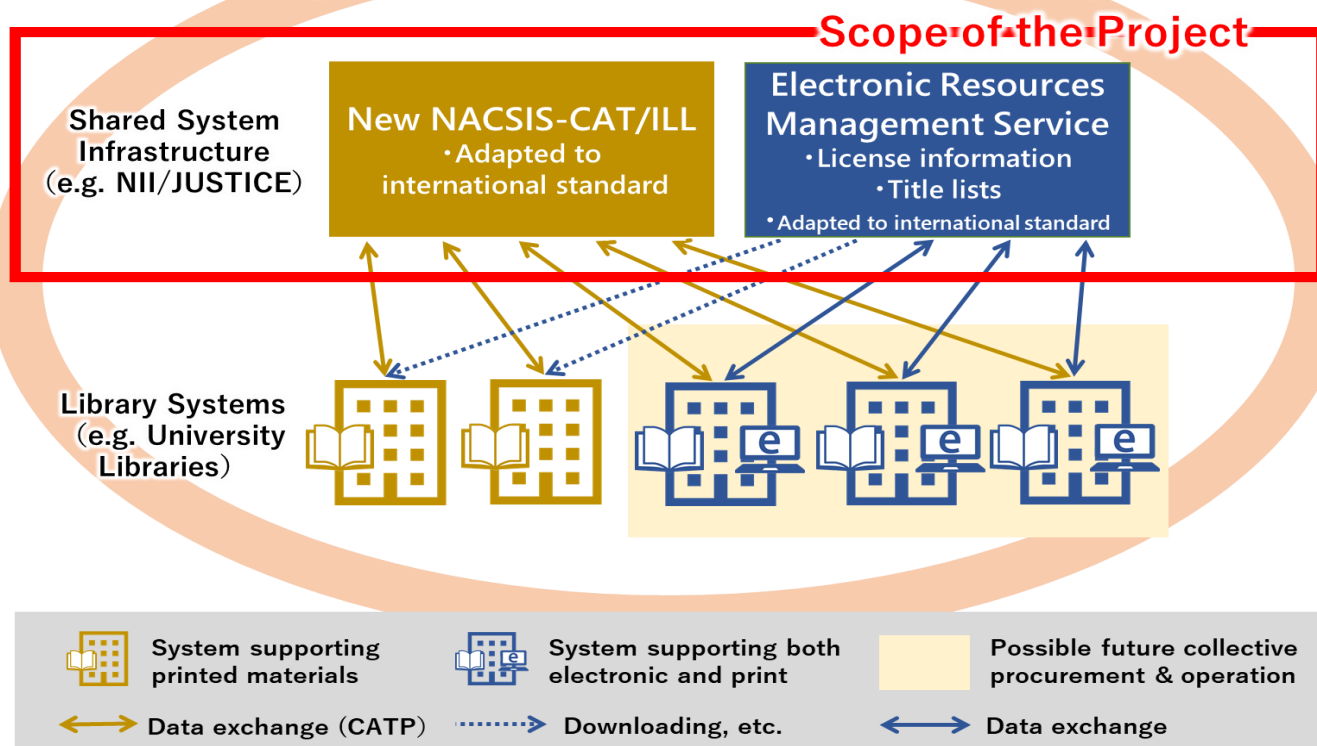 Scope of the Project
Shared System
Infrastructure
(e.g. NII/JUSTICE)
New NACSIS-CAT/ILL
・Adapted to
international standard
Electronic Resources
Management Service
・License information
・Title lists
・Adapted to international standard
Library Systems
(e.g. University
Libraries)
e
e
e
System supporting
printed materials
e
System supporting both
electronic and print
Possible future collective
procurement & operation
Data exchange (CATP)
Downloading, etc.
Data exchange